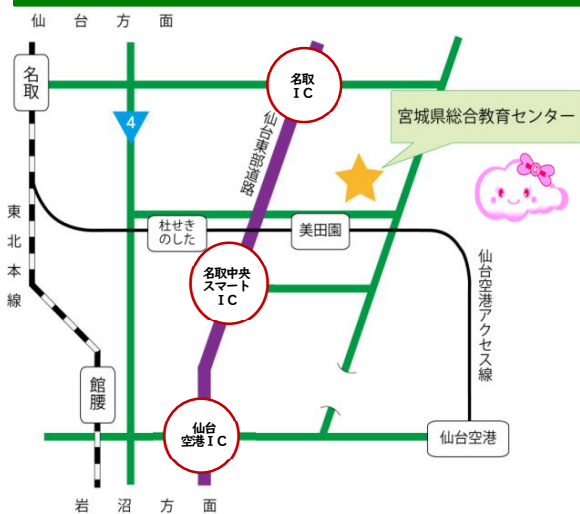 仙台方面
名取
名取
IC
4
仙台東部道路
宮城県総合教育センター
東北本線
杜せき
のした
美田園
名取中央
スマート
IC
仙台空港アクセス線
館腰
仙台
空港IC
仙台空港
岩沼方面